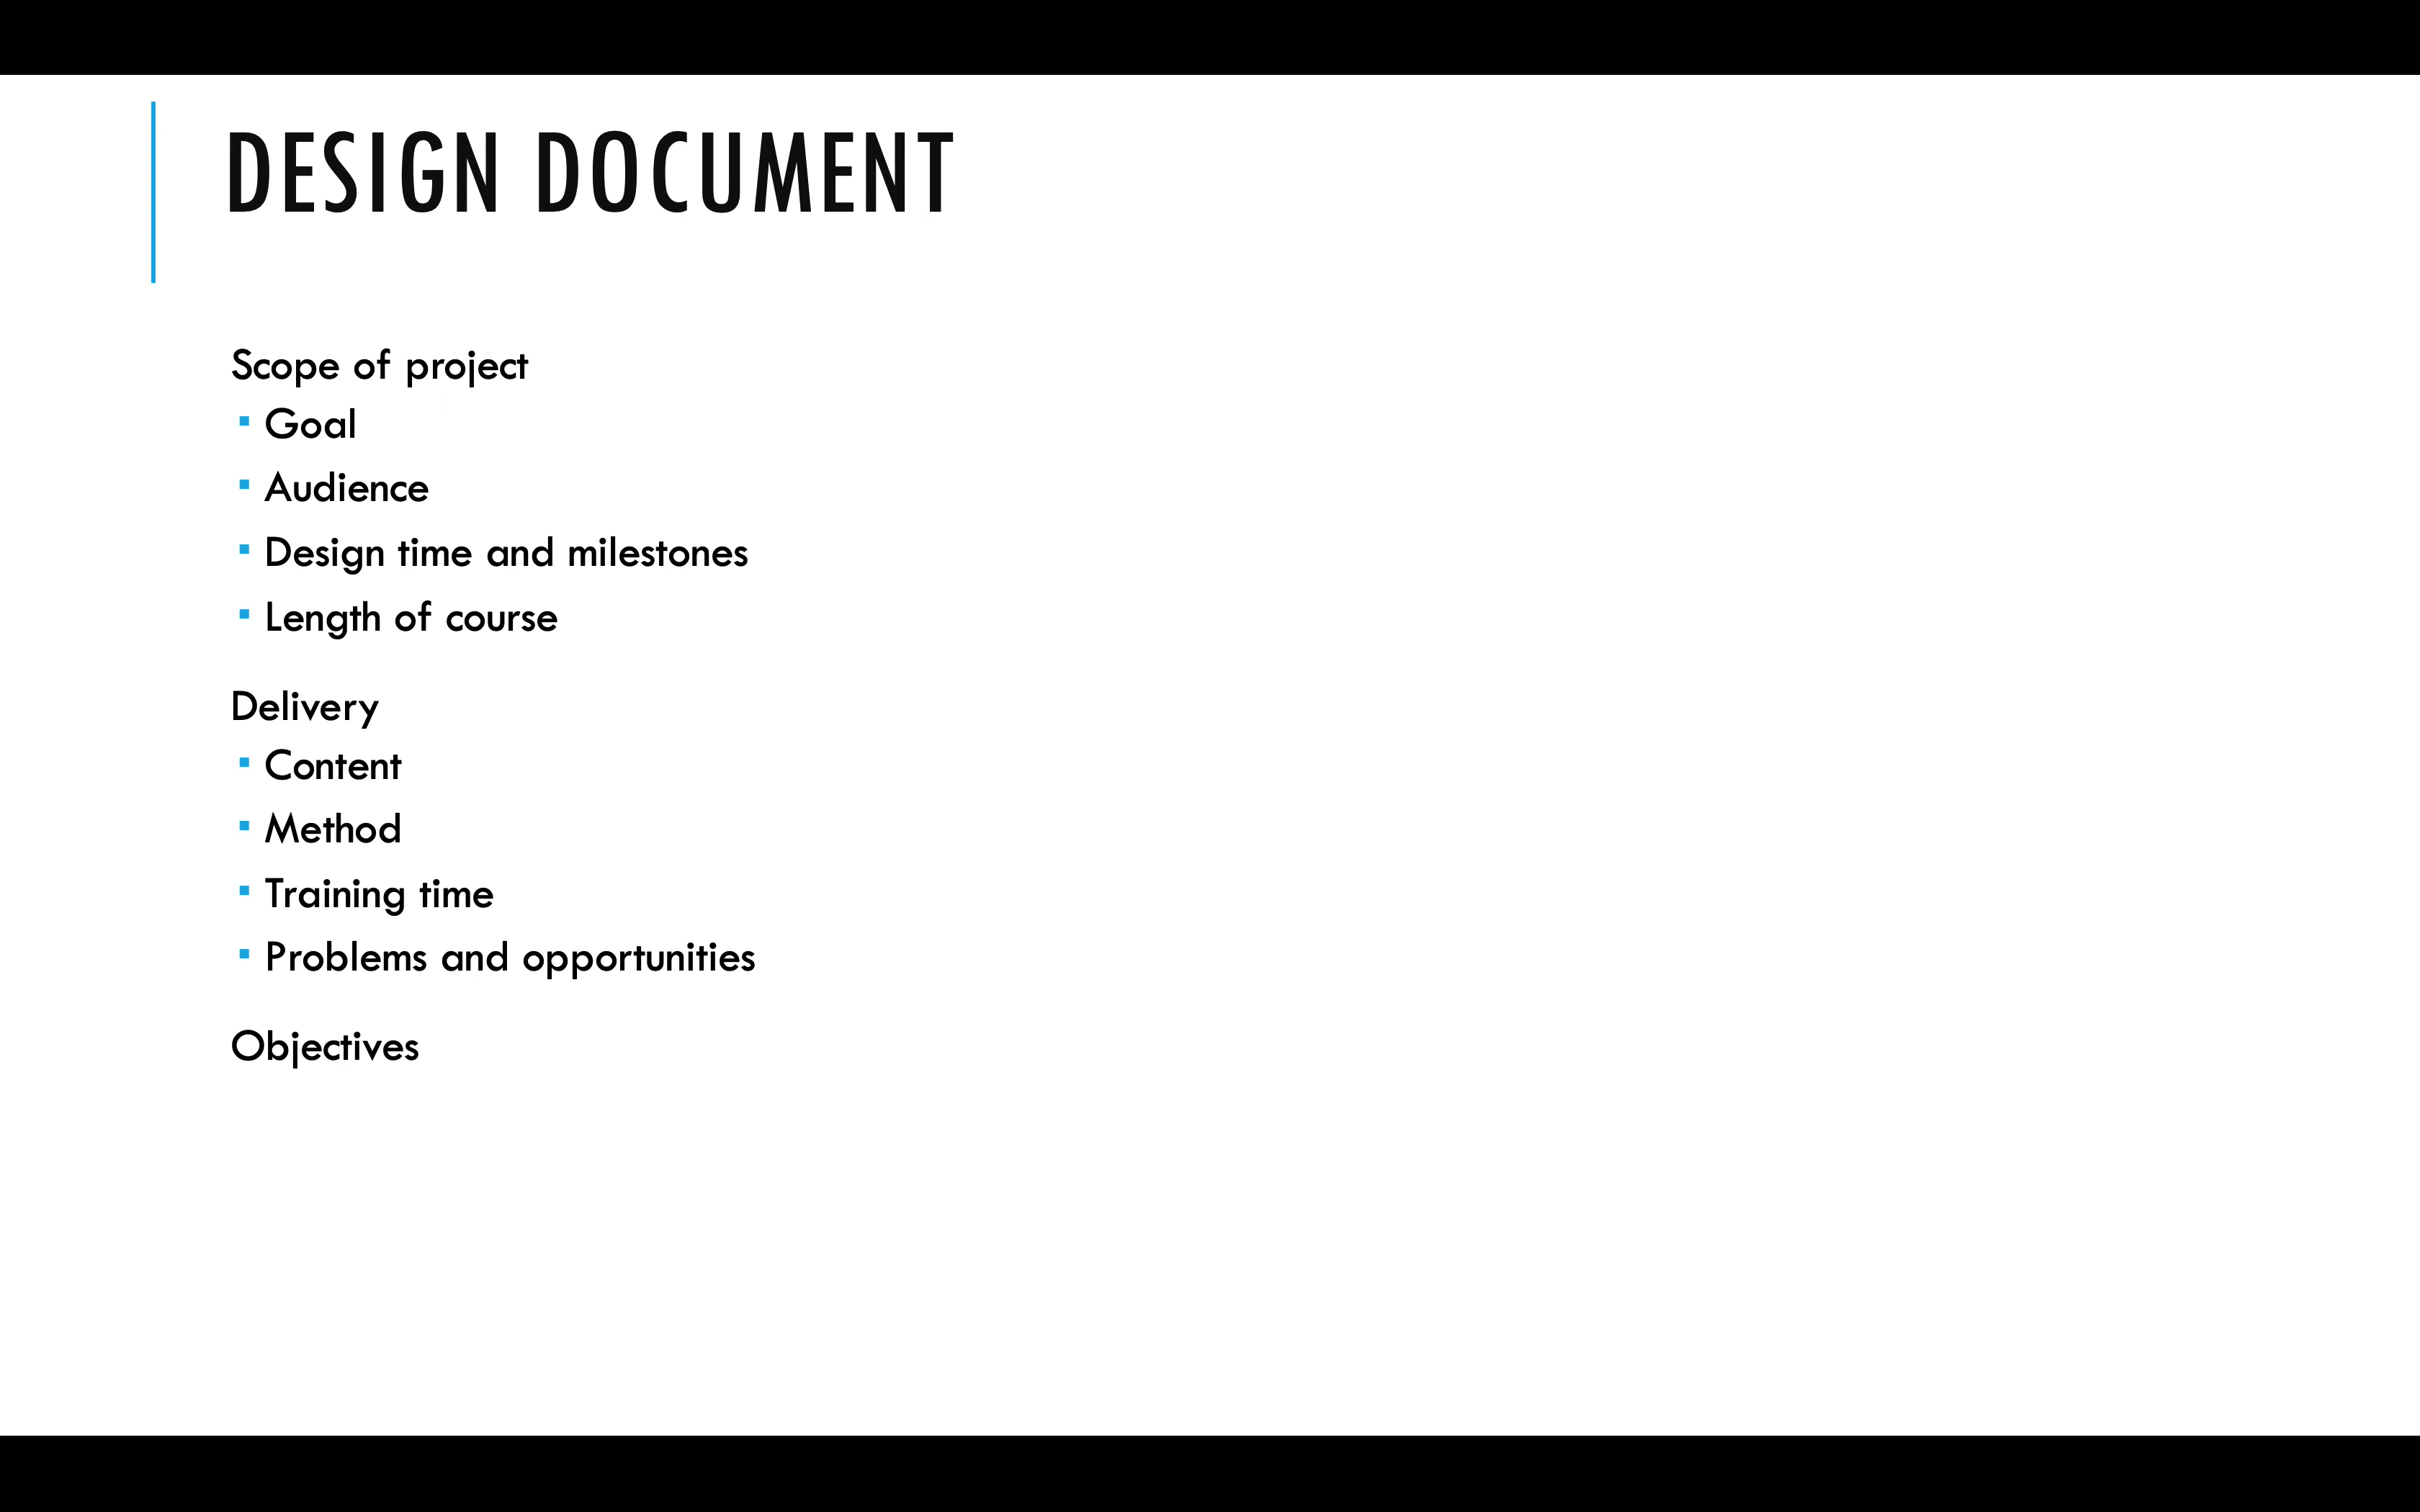 DESIGN DOCUMENT
Scope of project
▪ Goal
▪ Audience
▪ Design time and milestones
▪ Length of course
Delivery
▪ Content
▪ Method
▪ Training time
▪ Problems and opportunities
Objectives